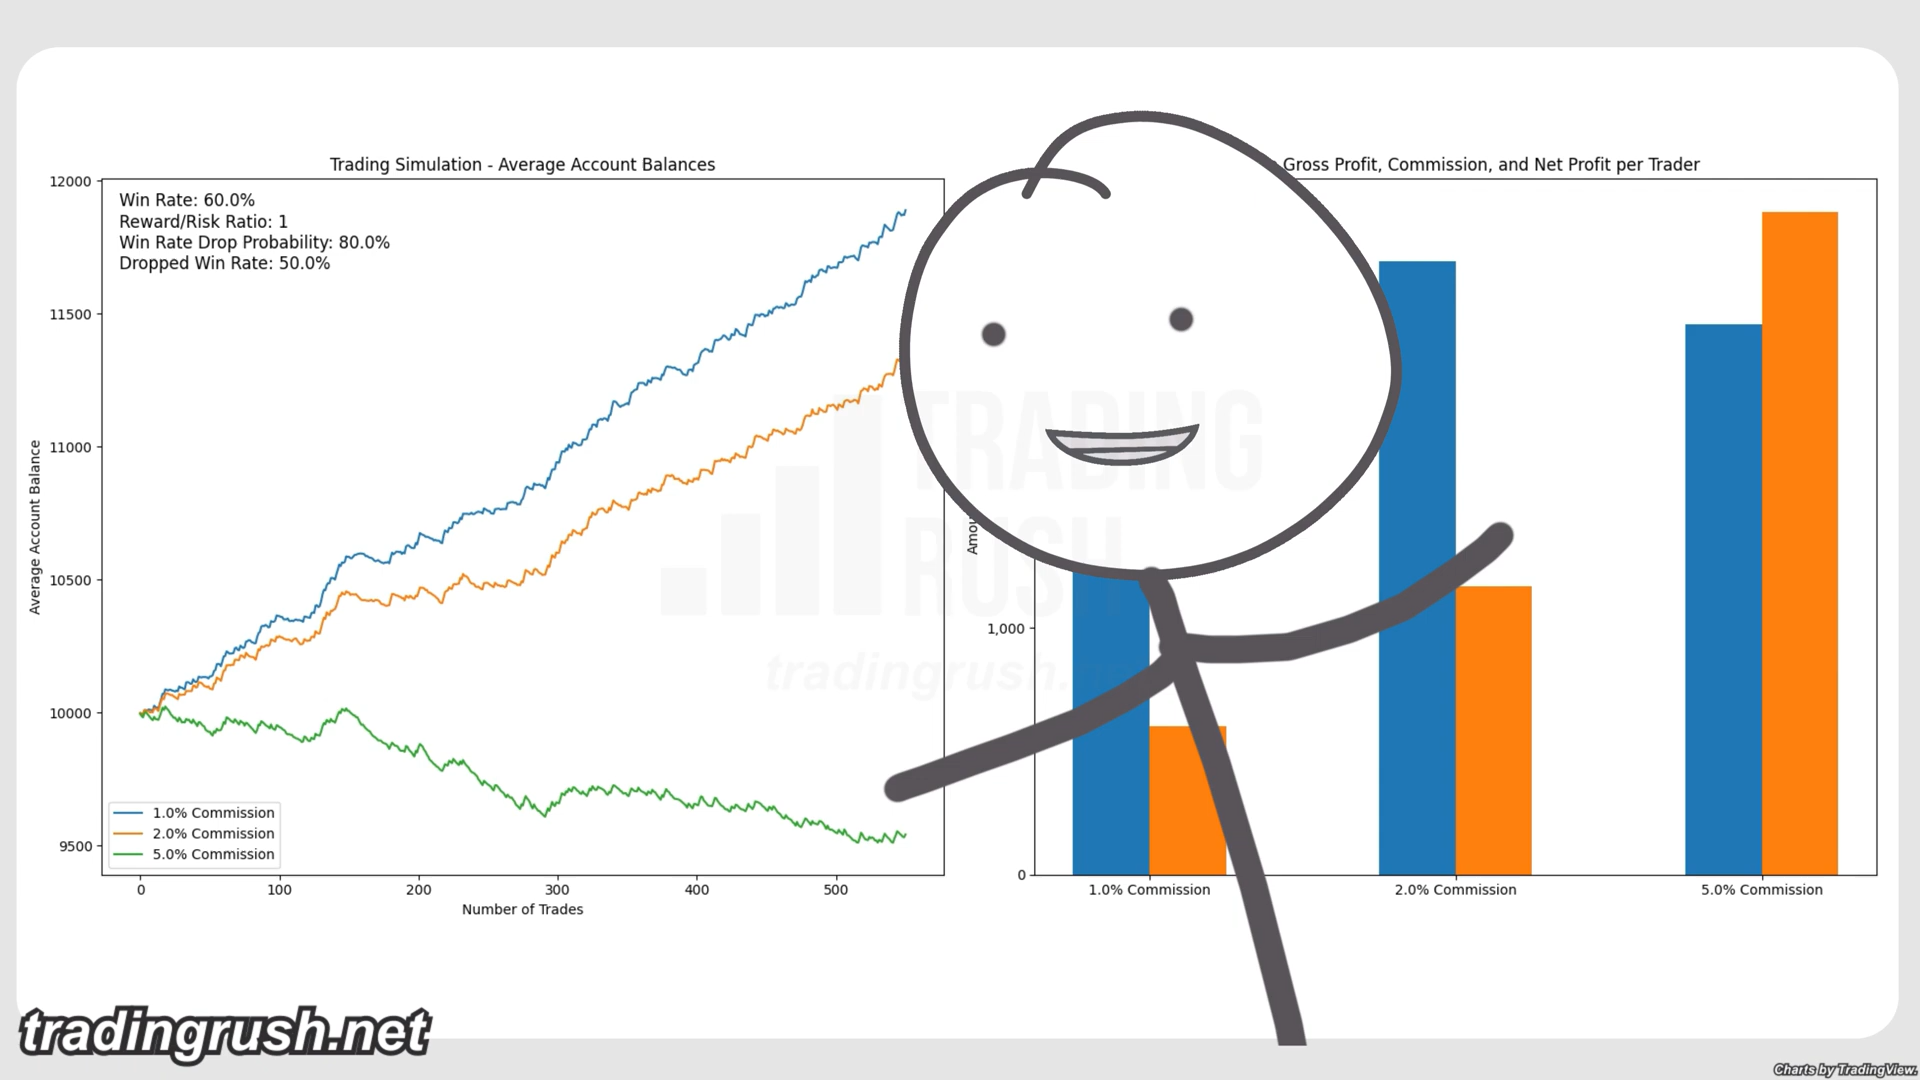 Trading Simulation - Average Account Balances
12000
11500
11000
10500
10000
9500
Average Account Balance
Win Rate: 60.0%
Reward/Risk Ratio: 1
Win Rate Drop Probability: 80.0%
Dropped Win Rate: 50.0%
1.0% Commission
2.0% Commission
5.0% Commission
0 100 200 300 400 500
Number of Trades
Gross Profit, Commission, and Net Profit per Trader
1,000
0
1.0% Commission 2.0% Commission 5.0% Commission
TRADING
RUSH
tradingrush.net
Charts by TradingView.